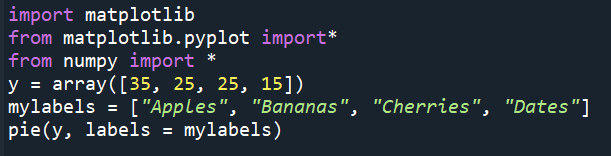 import matplotlib
from matplotlib.pyplot import*
from numpy import *
y = array([35, 25, 25, 15])
mylabels = ["Apples", "Bananas", "Cherries", "Dates"]
pie(y, labels = mylabels)